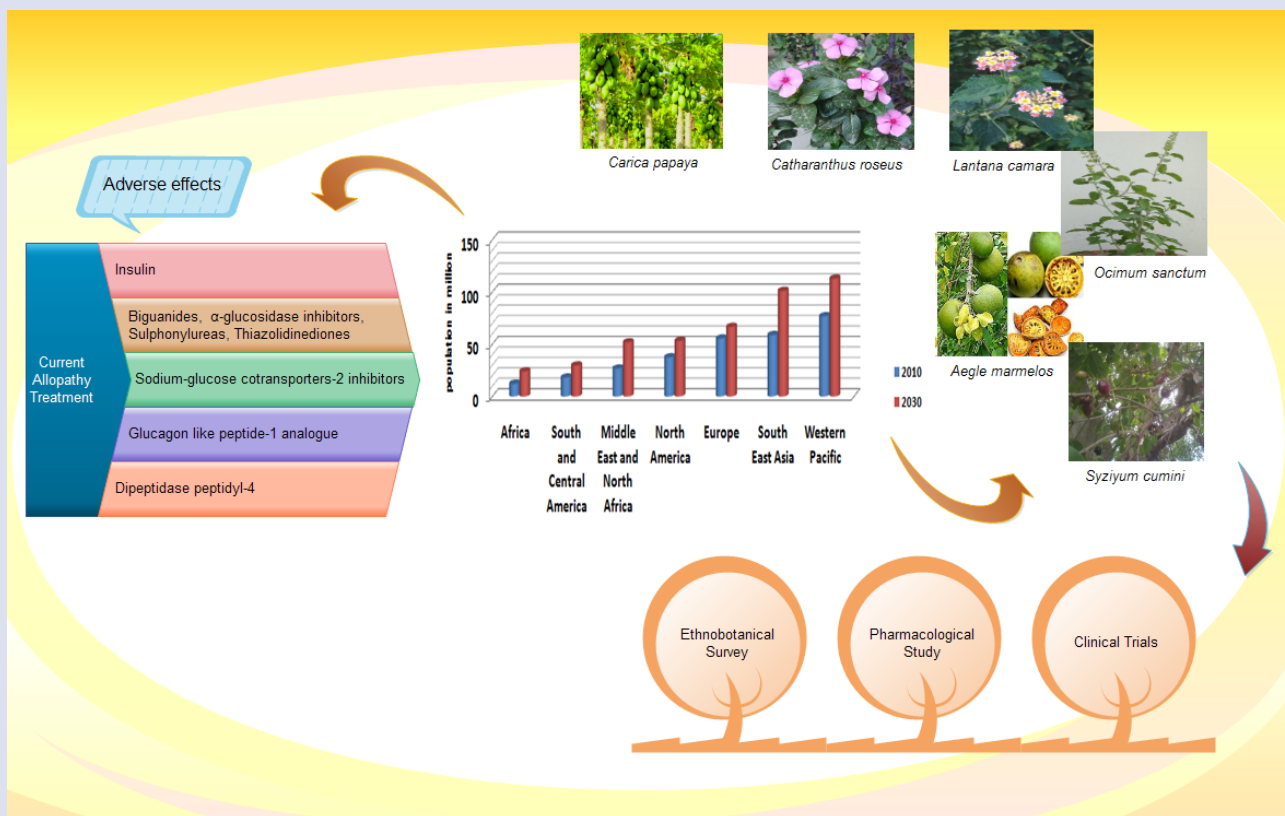 Carica papaya
Catharanthus roseus
Lantana camara
Ocimum sanctum
Aegle marmelos
Syziyum cumini
Adverse effects
Current
Allopathy
Treatment
Insulin
Biguanides, α-glucosidase inhibitors,
Sulphonylureas, Thiazolidinediones
Sodium-glucose cotransporters-2 inhibitors
Glucagon like peptide-1 analogue
Dipeptidase peptidyl-4
population in million
150
100
50
0
Africa
South
and
Central
America
Middle
East and
North
Africa
North
America
Europe
South
East Asia
Western
Pacific
2010
2030
Ethnobotanical
Survey
Pharmacological
Study
Clinical Trials